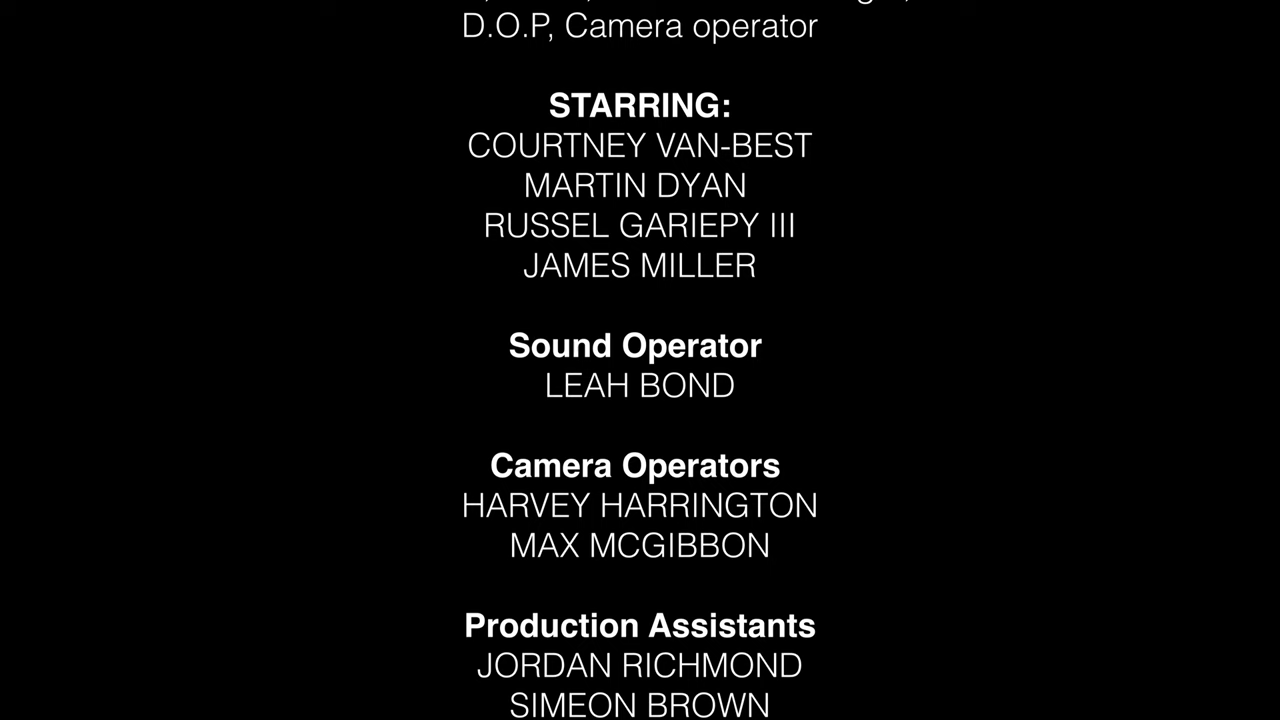 D.O.P, Camera operator
STARRING:
COURTNEY VAN-BEST
MARTIN DYAN
RUSSEL GARIEPY III
JAMES MILLER
Sound Operator
LEAH BOND
Camera Operators
HARVEY HARRINGTON
MAX MCGIBBON
Production Assistants
JORDAN RICHMOND
SIMEON BROWN